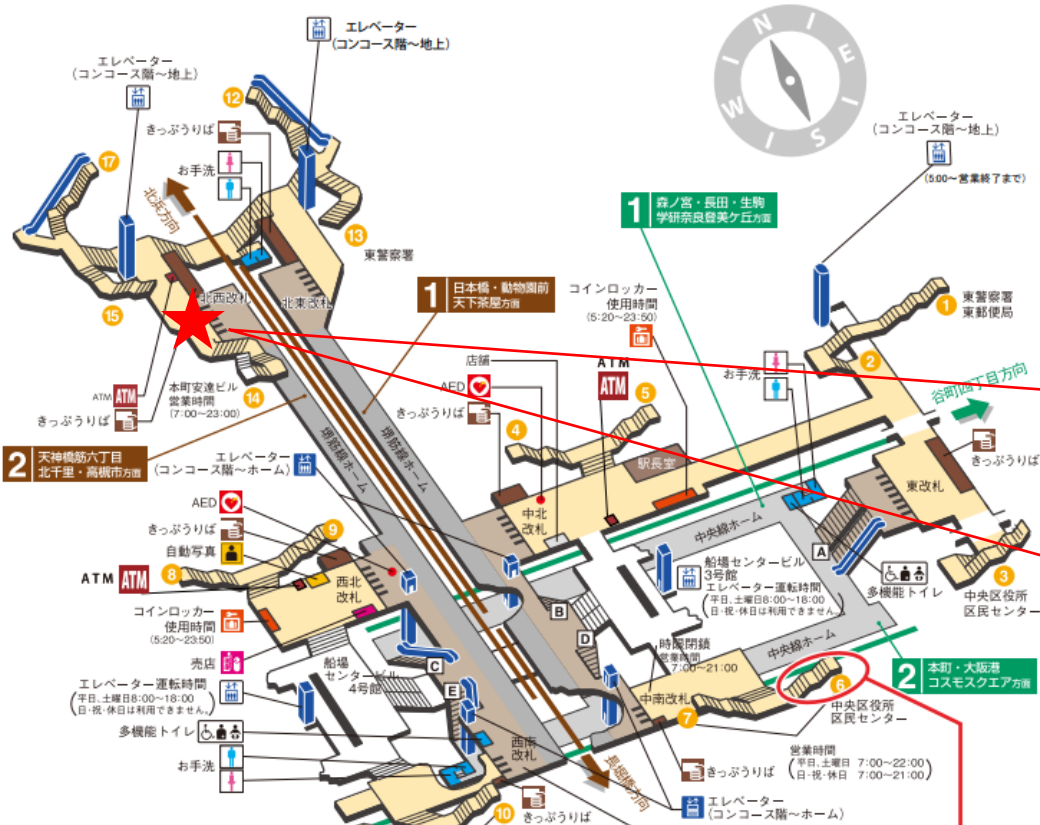 エレベーター
(コンコース階〜地上)
エレベーター
(コンコース階〜地上)
12
きっぷうりば
お手洗
17
北浜方向
13
東警察署
N
E
S
W
I
I
I
I
エレベーター
(コンコース階〜地上)
(5:00〜営業終了まで)
1 森ノ宮・長田・生駒
学研奈良登美ケ丘方面
北西改札
北東改札
15
1 日本橋・動物園前
天下茶屋方面
コインロッカー
使用時間
(5:20〜23:50)
1
東警察署
東郵便局
2
ATM ATM
きっぷうりば
本町安達ビル
営業時間
(7:00〜23:00)
14
店舗
ATM
ATM
AED
きっぷうりば
5
4
お手洗
谷町四丁目方向
きっぷうりば
2 天神橋筋六丁目
北千里・高槻市方面
エレベーター
(コンコース階〜ホーム)
堺筋線ホーム
堺筋線ホーム
駅長室
東改札
AED
きっぷうりば
自動写真
ATM ATM
9
8
西北
改札
中北
改札
中央線ホーム
A
船場センタービル
3号館
エレベーター運転時間
(平日、土曜日8:00〜18:00
日・祝・休日は利用できません。)
多機能トイレ
3
中央区役所
区民センター
コインロッカー
使用時間
(5:20〜23:50)
売店
船場
センタービル
4号館
C
B
D
E
時限閉鎖
営業時間
7:00〜21:00
中央線ホーム
2 本町・大阪港
コスモスクエア方面
エレベーター運転時間
(平日、土曜日8:00〜18:00
日・祝・休日は利用できません。)
多機能トイレ
お手洗
中南改札
7
6
中央区役所
区民センター
西南
改札
長堀橋方向
きっぷうりば
営業時間
(平日、土曜日 7:00〜22:00
日・祝・休日 7:00〜21:00)
エレベーター
(コンコース階〜ホーム)
10
きっぷうりば